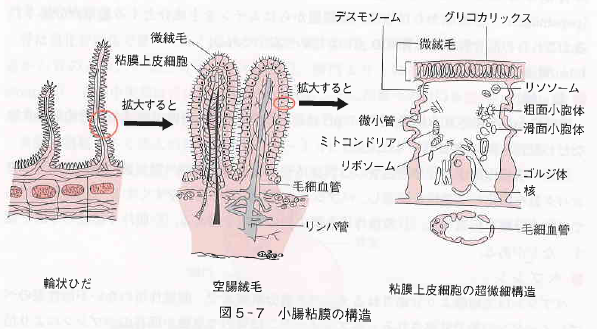 デスモソーム
グリコカリックス
微絨毛
粘膜上皮細胞
拡大すると
毛細血管
リンパ管
拡大すると
微絨毛
リソソーム
粗面小胞体
滑面小胞体
微小管
ミトコンドリア
リボソーム
ゴルジ体
核
毛細血管
輪状ひだ
空腸絨毛
粘膜上皮細胞の超微細構造
図5-7 小腸粘膜の構造